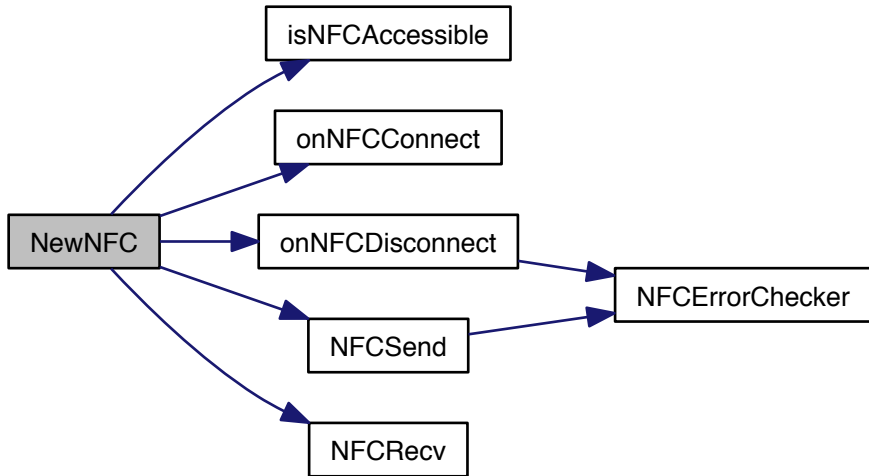 isNFCAccessible
onNFCConnect
NewNFC
onNFCDisconnect
NFCErrorChecker
NFCSend
NFCRecv